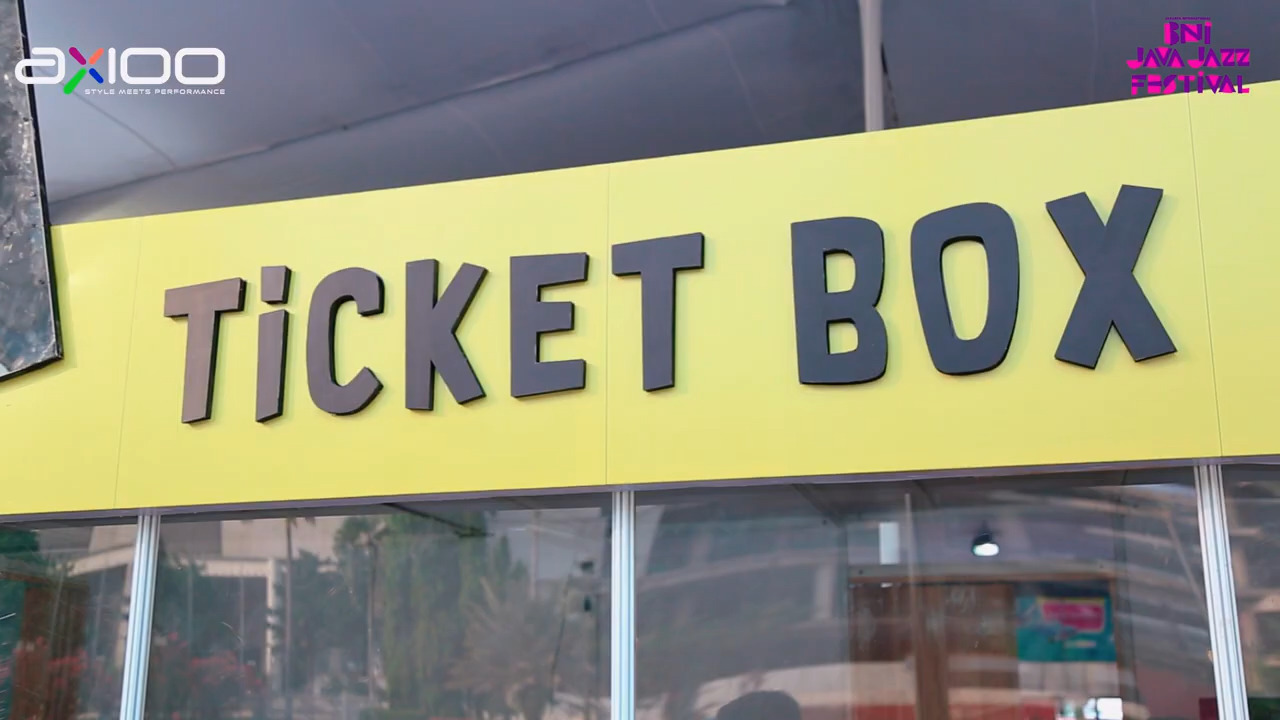 axioo
STYLE MEETS PERFORMANCE
BNI
JAVA JAZZ
FESTIVAL
TiCKET BOX